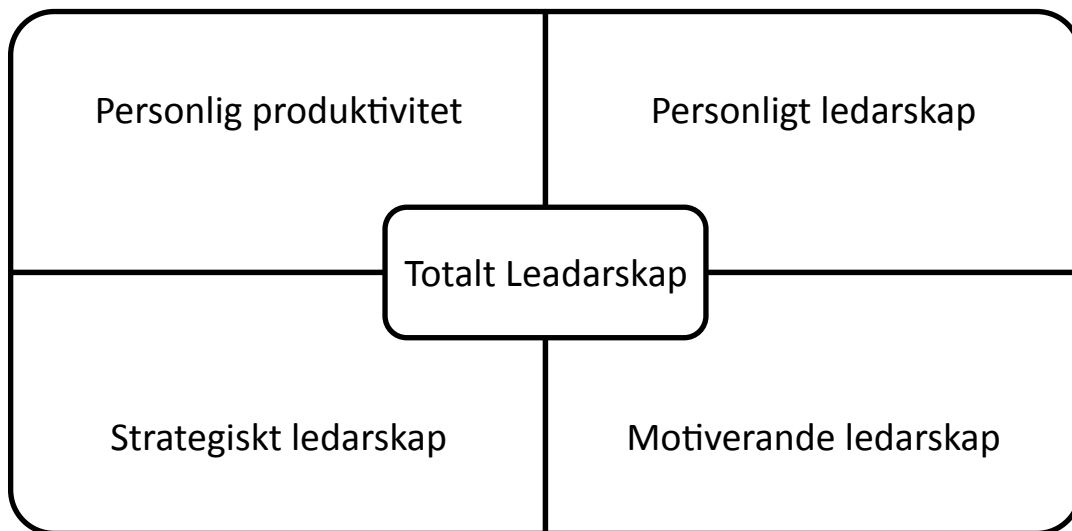 Personlig produktivitet
Personligt ledarskap
Totalt Leadarskap
Strategiskt ledarskap
Motiverande ledarskap